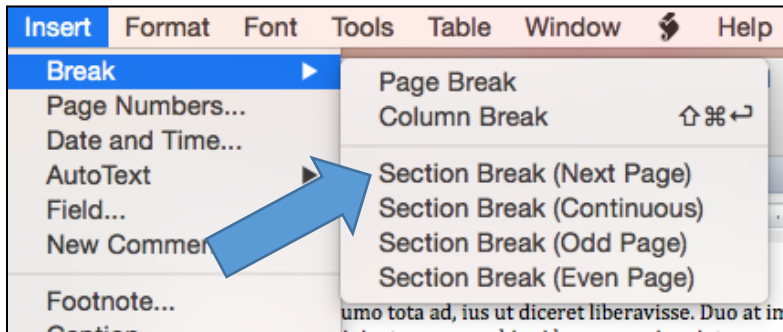 Insert Format Font Tools Table Window Help
Break
Page Numbers...
Date and Time...
AutoText
Field...
New Comme
Footnote...
Page Break
Column Break ⇧⌘↩
Section Break (Next Page)
Section Break (Continuous)
Section Break (Odd Page)
Section Break (Even Page)
umo tota ad, ius ut diceret liberavisse. Duo at in